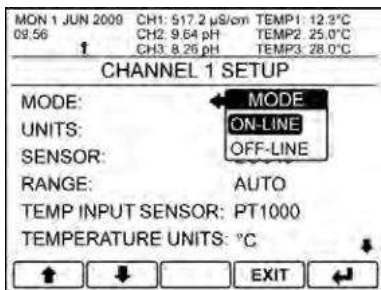 MON 1 JUN 2009 CH1: 517.2 µS/cm TEMP1: 12.3°C
09:56 CH2: 9.64 pH TEMP2: 25.0°C
CH3: 8.26 pH TEMP3: 28.0°C
CHANNEL 1 SETUP
MODE: MODE
UNITS: ON-LINE
SENSOR: OFF-LINE
RANGE: AUTO
TEMP INPUT SENSOR: PT1000
TEMPERATURE UNITS: °C
EXIT